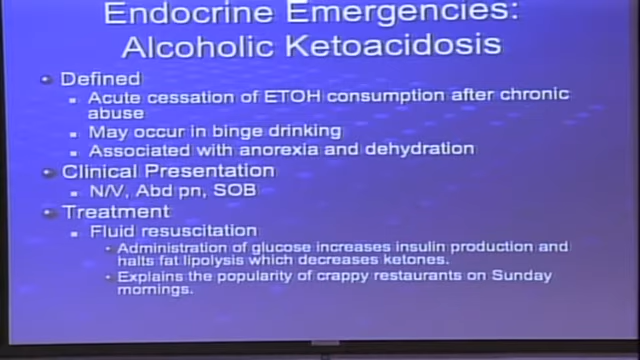 Endocrine Emergencies:
Alcoholic Ketoacidosis
Defined
Acute cessation of ETOH consumption after chronic
abuse
May occur in binge drinking
Associated with anorexia and dehydration
Clinical Presentation
N/V, Abd pn, SOB
Treatment
Fluid resuscitation
Administration of glucose increases insulin production and
halts fat lipolysis which decreases ketones.
Explains the popularity of crappy restaurants on Sunday
mornings.